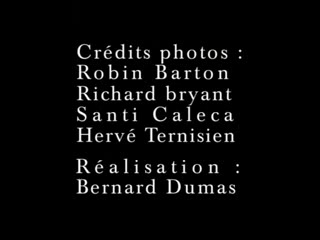 Crédits photos :
Robin Barton
Richard bryant
Santi Caleca
Hervé Ternisien
Réalisation :
Bernard Dumas